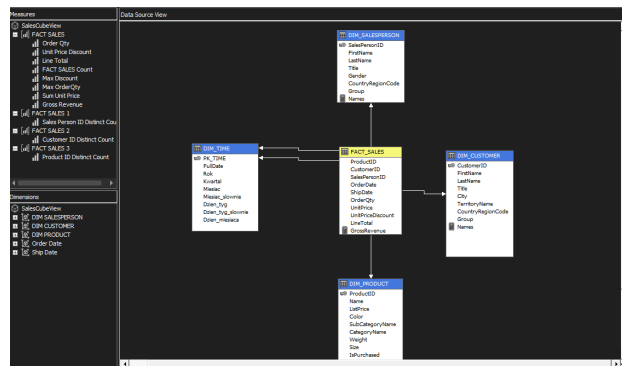 Measures
SalesCubeView
FACT SALES
Order Qty
Unit Price Discount
Line Total
FACT SALES Count
Max Discount
Max OrderQty
Sum Unit Price
Gross Revenue
FACT SALES 1
Sales Person ID Distinct Cou
FACT SALES 2
Customer ID Distinct Count
FACT SALES 3
Product ID Distinct Count
Dimensions
SalesCubeView
DIM SALESPERSON
DIM CUSTOMER
DIM PRODUCT
Order Date
Ship Date
Data Source View
DIM_SALESPERSON
SalesPersonID
FirstName
LastName
Title
Gender
CountryRegionCode
Group
Names
DIM_TIME
PK_TIME
FullDate
Rok
Kwartal
Miesiac
Miesiac_slownie
Dzien_tyg
Dzien_tyg_slownie
Dzien_miesiaca
FACT_SALES
ProductID
CustomerID
SalesPersonID
OrderDate
ShipDate
OrderQty
UnitPrice
UnitPriceDiscount
LineTotal
GrossRevenue
DIM_CUSTOMER
CustomerID
FirstName
LastName
Title
City
TerritoryName
CountryRegionCode
Group
Names
DIM_PRODUCT
ProductID
Name
ListPrice
Color
SubCategoryName
CategoryName
Weight
Size
IsPurchased